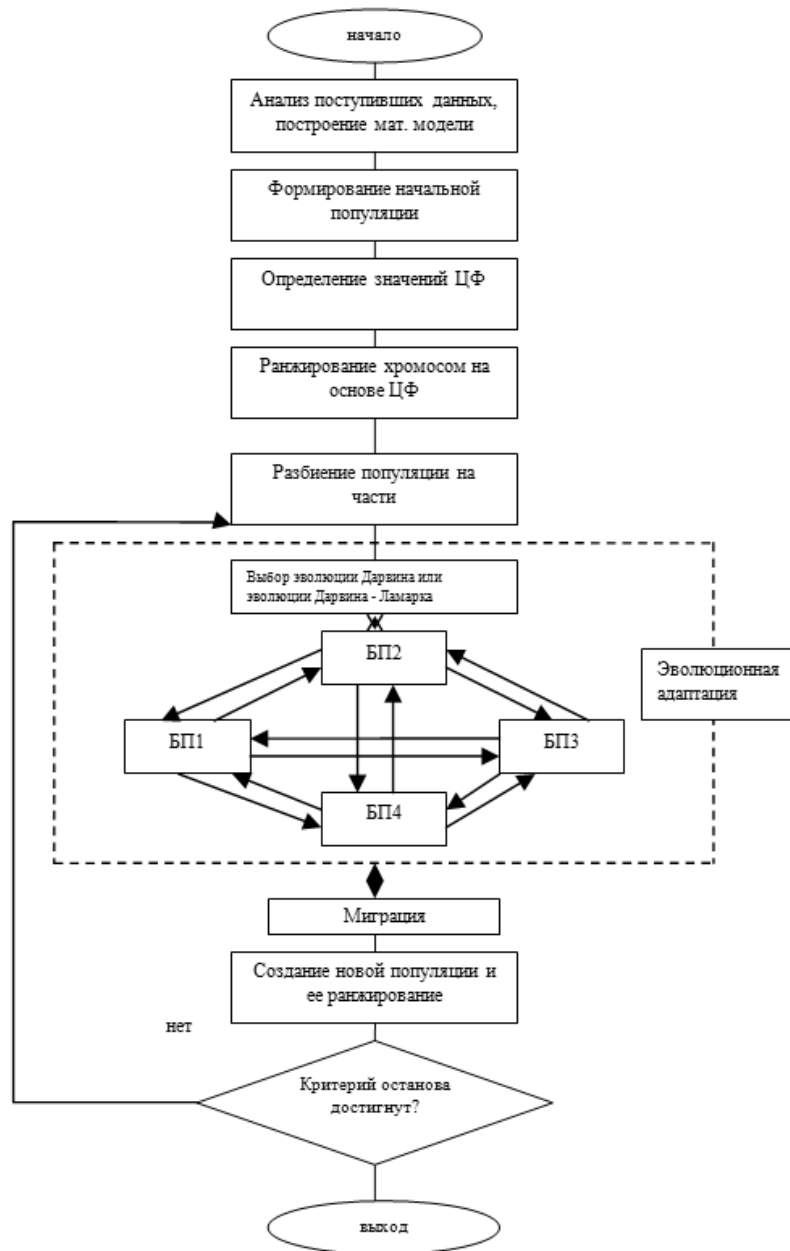 начало
Анализ поступивших данных,
построение мат. модели
Формирование начальной
популяции
Определение значений ЦФ
Ранжирование хромосом на
основе ЦФ
Разбиение популяции на
части
Выбор эволюции Дарвина или
эволюции Дарвина - Ламарка
БП2
Эволюционная
адаптация
БП1
БП3
БП4
Миграция
Создание новой популяции и
ее ранжирование
нет
Критерий останова
достигнут?
выход